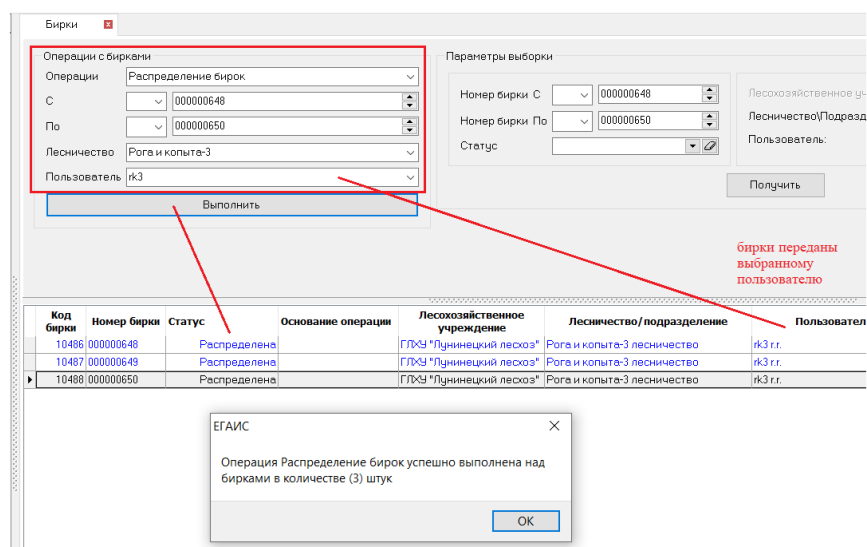 Бирки
Операции с бирками
Операции Распределение бирок
С 000000648
По 000000650
Лесничество Рога и копыта-3
Пользователь rk3
Выполнить
Параметры выборки
Номер бирки С 000000648
Номер бирки По 000000650
Статус
Лесохозяйственное уч
Лесничество\Подразд
Пользователь:
Получить
бирки переданы
выбранному
пользователю
Код бирки Номер бирки Статус Основание операции Лесохозяйственное учреждение Лесничество/подразделение Пользовател
10486 000000648 Распределена ГЛХУ "Лунинецкий лесхоз" Рога и копыта-3 лесничество rk3 r.r.
10487 000000649 Распределена ГЛХУ "Лунинецкий лесхоз" Рога и копыта-3 лесничество rk3 r.r.
10488 000000650 Распределена ГЛХУ "Лунинецкий лесхоз" Рога и копыта-3 лесничество rk3 r.r.
ЕГАИС
Операция Распределение бирок успешно выполнена над
бирками в количестве (3) штук
OK